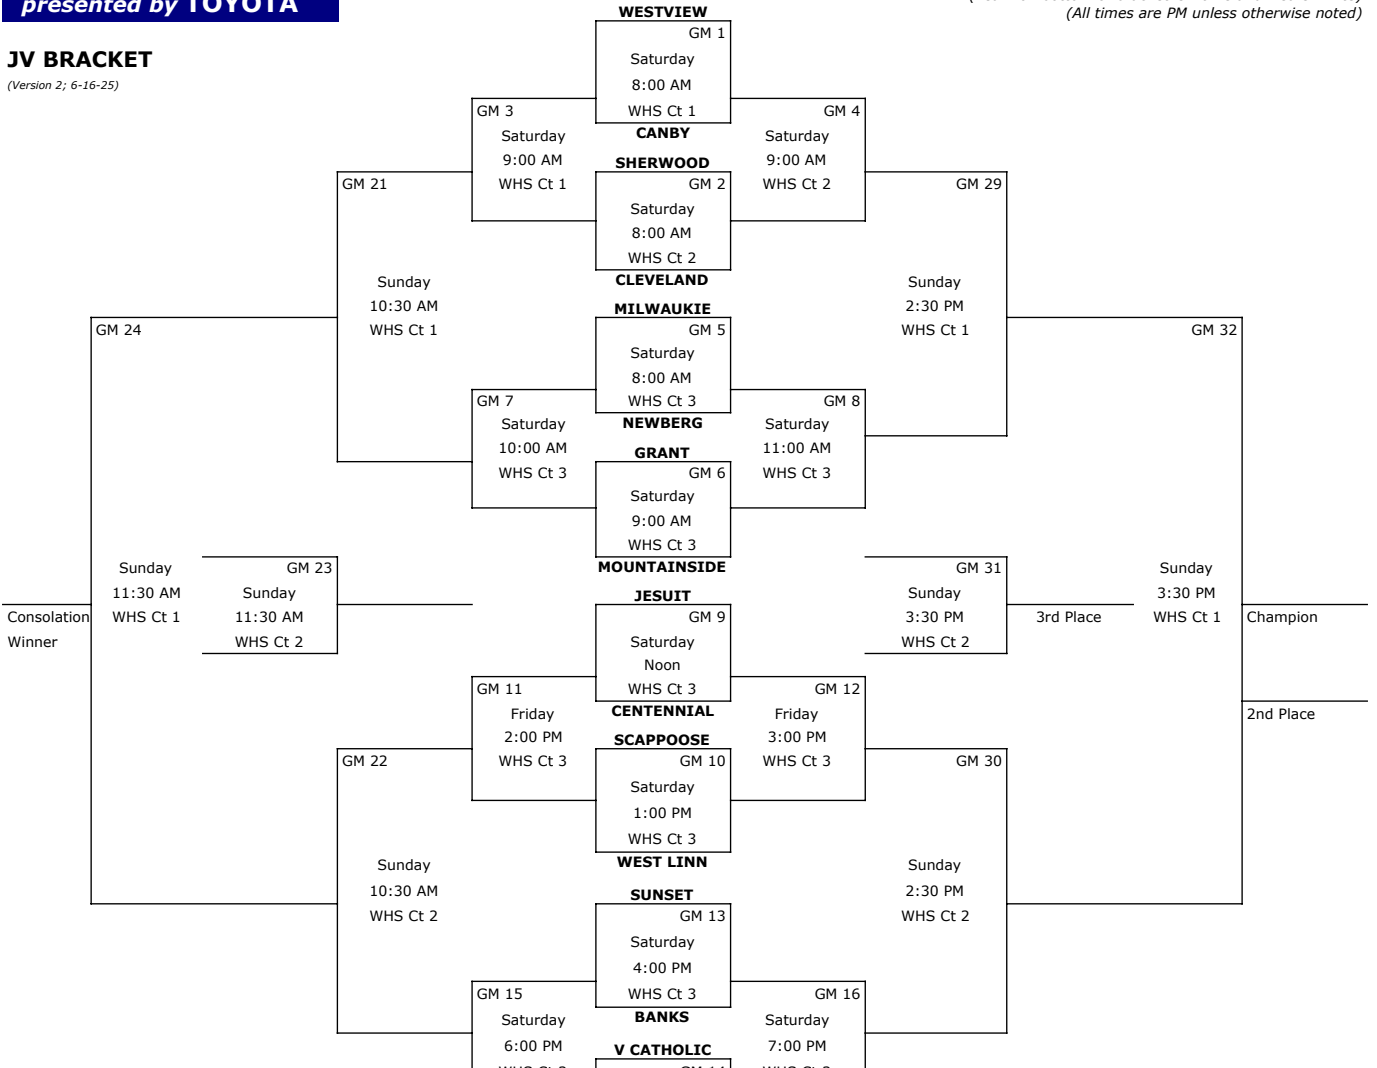 presented by TOYOTA
(All times are PM unless otherwise noted)
JV BRACKET
(Version 2; 6-16-25)
WESTVIEW
GM 1
Saturday
8:00 AM
WHS Ct 1
CANBY
GM 3
Saturday
9:00 AM
WHS Ct 1
GM 4
Saturday
9:00 AM
WHS Ct 2
SHERWOOD
GM 2
Saturday
8:00 AM
WHS Ct 2
CLEVELAND
GM 21
Sunday
10:30 AM
WHS Ct 1
GM 29
Sunday
2:30 PM
WHS Ct 1
MILWAUKIE
GM 5
Saturday
8:00 AM
WHS Ct 3
NEWBERG
GM 24
Sunday
11:30 AM
WHS Ct 1
GM 32
Sunday
3:30 PM
WHS Ct 1
GM 7
Saturday
10:00 AM
WHS Ct 3
GM 8
Saturday
11:00 AM
WHS Ct 3
GRANT
GM 6
Saturday
9:00 AM
WHS Ct 3
MOUNTAINSIDE
GM 23
Sunday
11:30 AM
WHS Ct 2
GM 31
Sunday
3:30 PM
WHS Ct 2
Consolation
Winner
3rd Place
Champion
2nd Place
JESUIT
GM 9
Saturday
Noon
WHS Ct 3
CENTENNIAL
GM 11
Friday
2:00 PM
WHS Ct 3
GM 12
Friday
3:00 PM
WHS Ct 3
SCAPPOOSE
GM 10
Saturday
1:00 PM
WHS Ct 3
WEST LINN
GM 22
Sunday
10:30 AM
WHS Ct 2
GM 30
Sunday
2:30 PM
WHS Ct 2
SUNSET
GM 13
Saturday
4:00 PM
WHS Ct 3
BANKS
GM 15
Saturday
6:00 PM
GM 16
Saturday
7:00 PM
V CATHOLIC